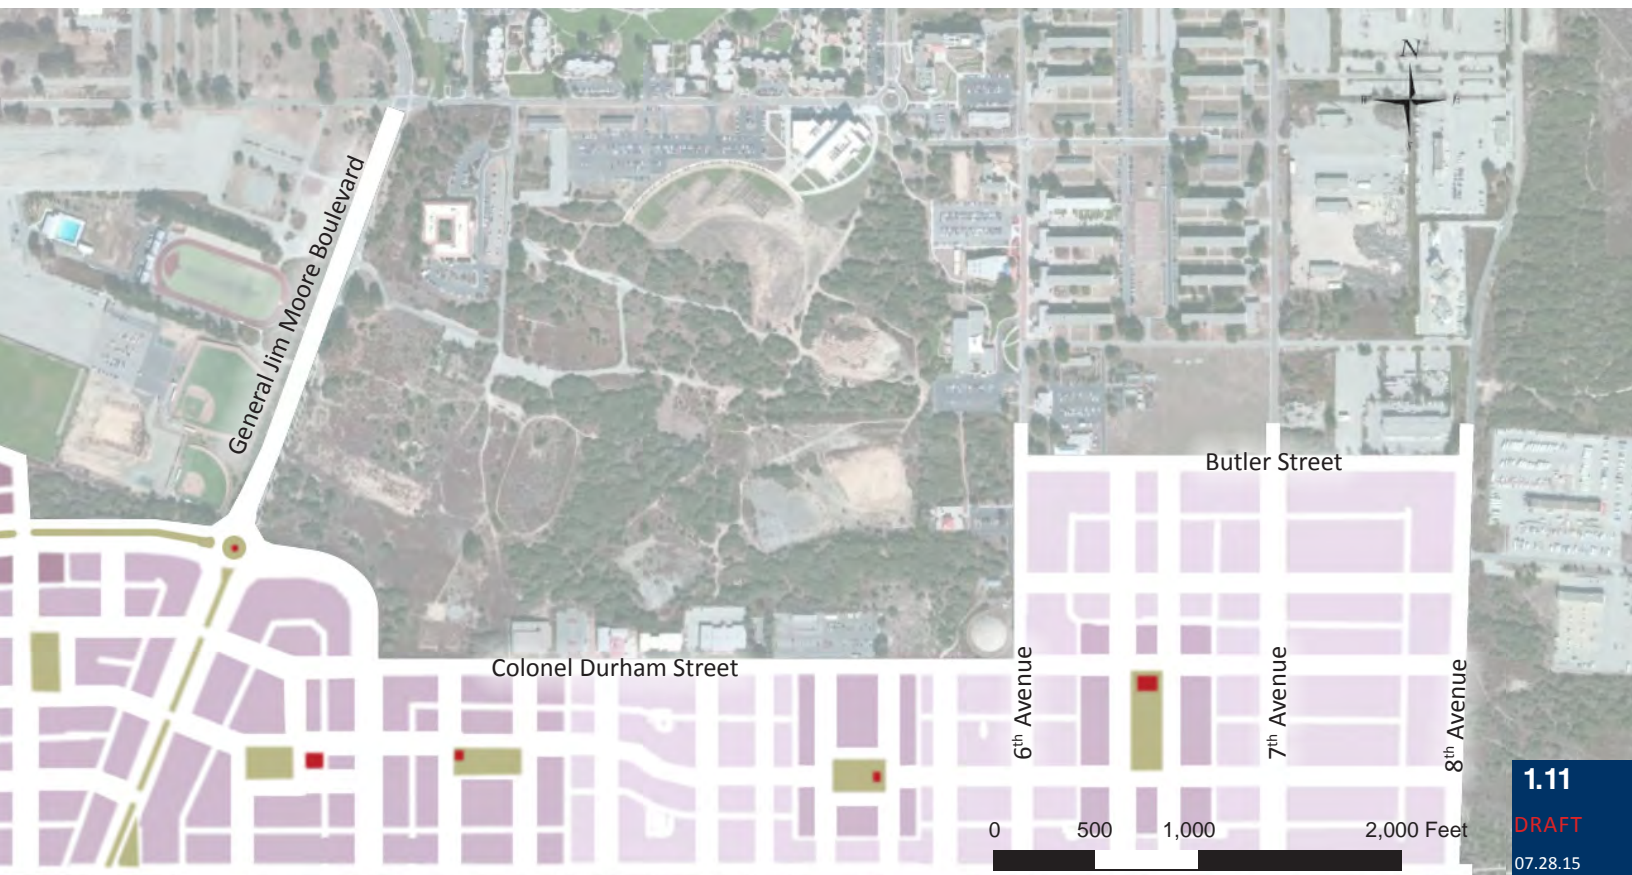 N
General Jim Moore Boulevard
Butler Street
Colonel Durham Street
6th Avenue
7th Avenue
8th Avenue
0 500 1,000 2,000 Feet
1.11
DRAFT
07.28.15